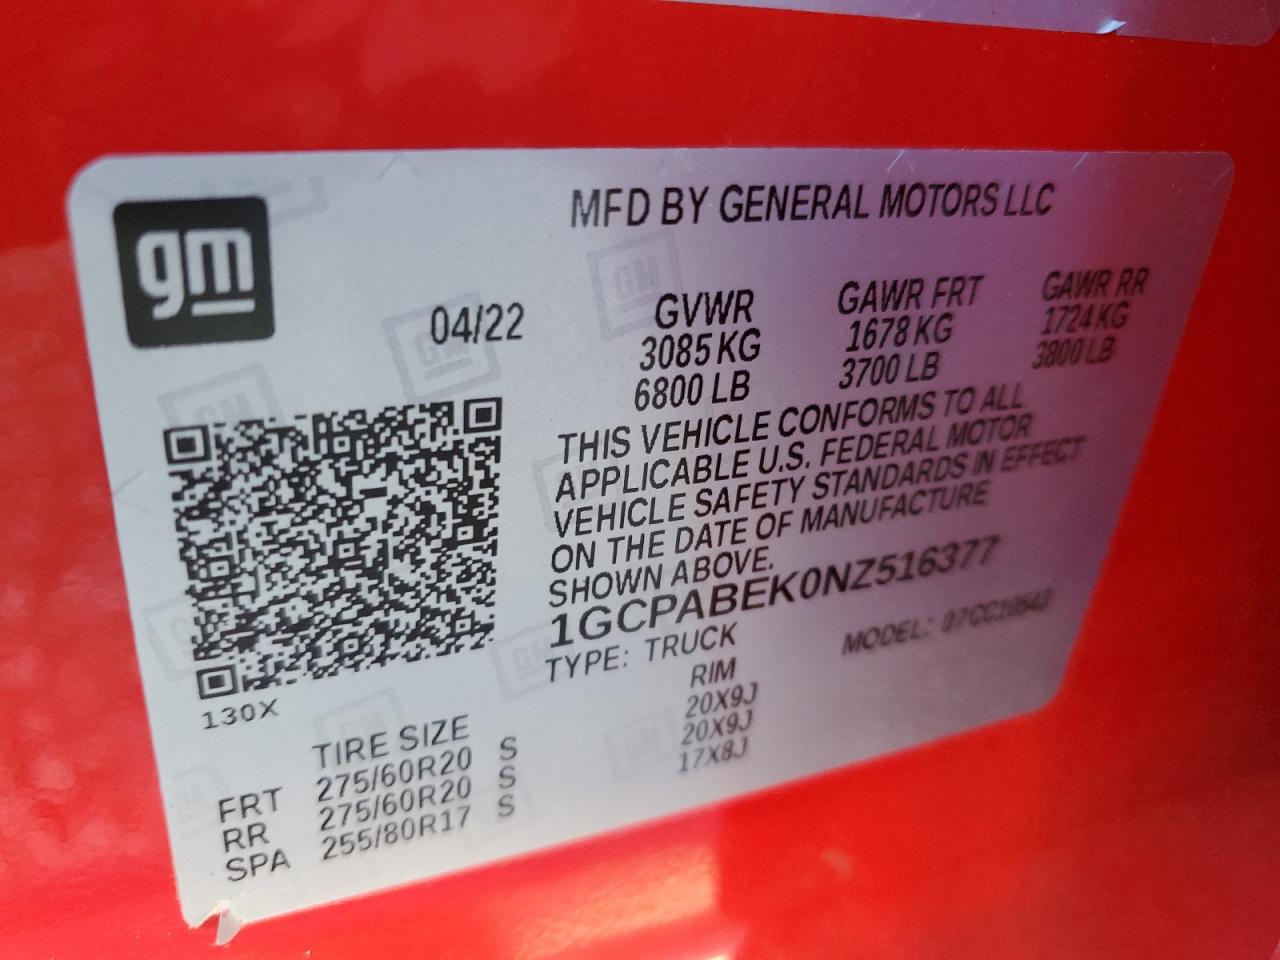 gm
MFD BY GENERAL MOTORS LLC
04/22
GVWR GAWR FRT GAWR RR
3085 KG 1678 KG 1724 KG
6800 LB 3700 LB 3800 LB
THIS VEHICLE CONFORMS TO ALL
APPLICABLE U.S. FEDERAL MOTOR
VEHICLE SAFETY STANDARDS IN EFFECT
ON THE DATE OF MANUFACTURE
SHOWN ABOVE.
1GCPABEK0NZ516377
TYPE: TRUCK MODEL:
130X
TIRE SIZE RIM
FRT 275/60R20 S 20X9J
RR 275/60R20 S 20X9J
SPA 255/80R17 S 17X8J